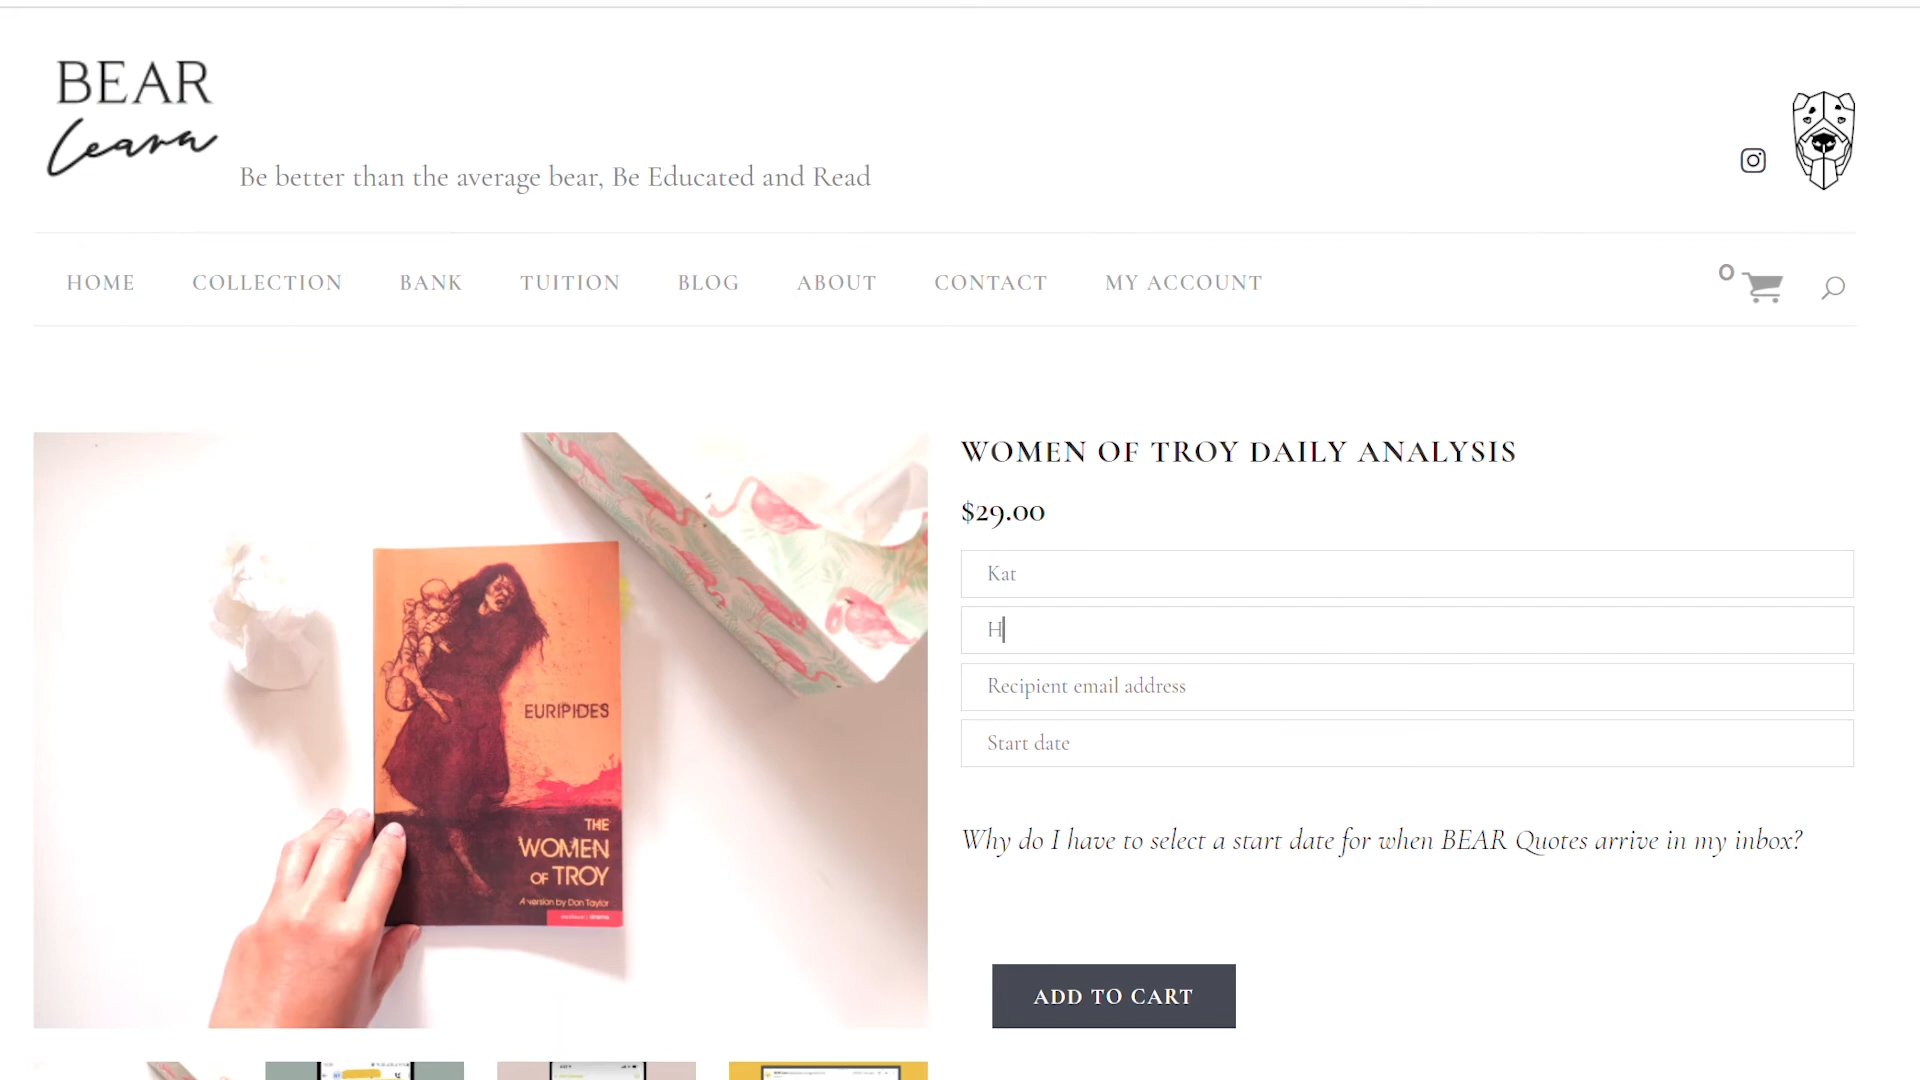 BEAR
Learn
Be better than the average bear, Be Educated and Read
HOME COLLECTION BANK TUITION BLOG ABOUT CONTACT MY ACCOUNT 0
WOMEN OF TROY DAILY ANALYSIS
$29.00
Kat
H
Recipient email address
Start date
Why do I have to select a start date for when BEAR Quotes arrive in my inbox?
ADD TO CART
EURIPIDES
THE
WOMEN
OF TROY
A version by Don Taylor